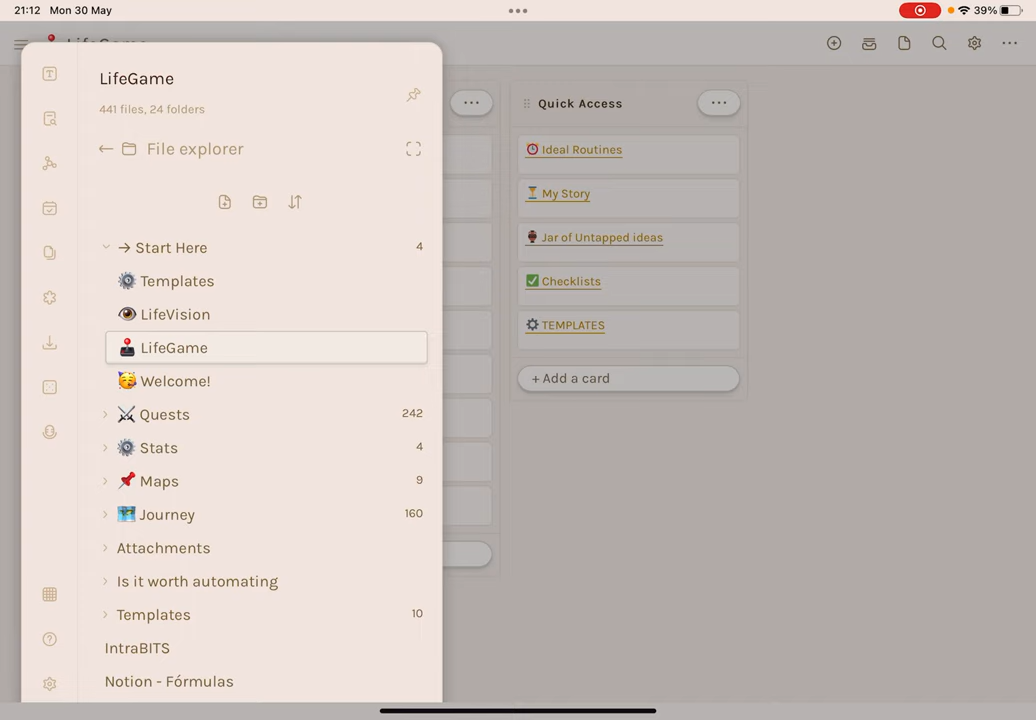 21:12 Mon 30 May
39%
LifeGame
LifeGame
441 files, 24 folders
File explorer
→ Start Here 4
Templates
LifeVision
LifeGame
Welcome!
Quests 242
Stats 4
Maps 9
Journey 160
Attachments
Is it worth automating
Templates 10
IntraBITS
Notion - Fórmulas
Quick Access
Ideal Routines
My Story
Jar of Untapped ideas
Checklists
TEMPLATES
+ Add a card